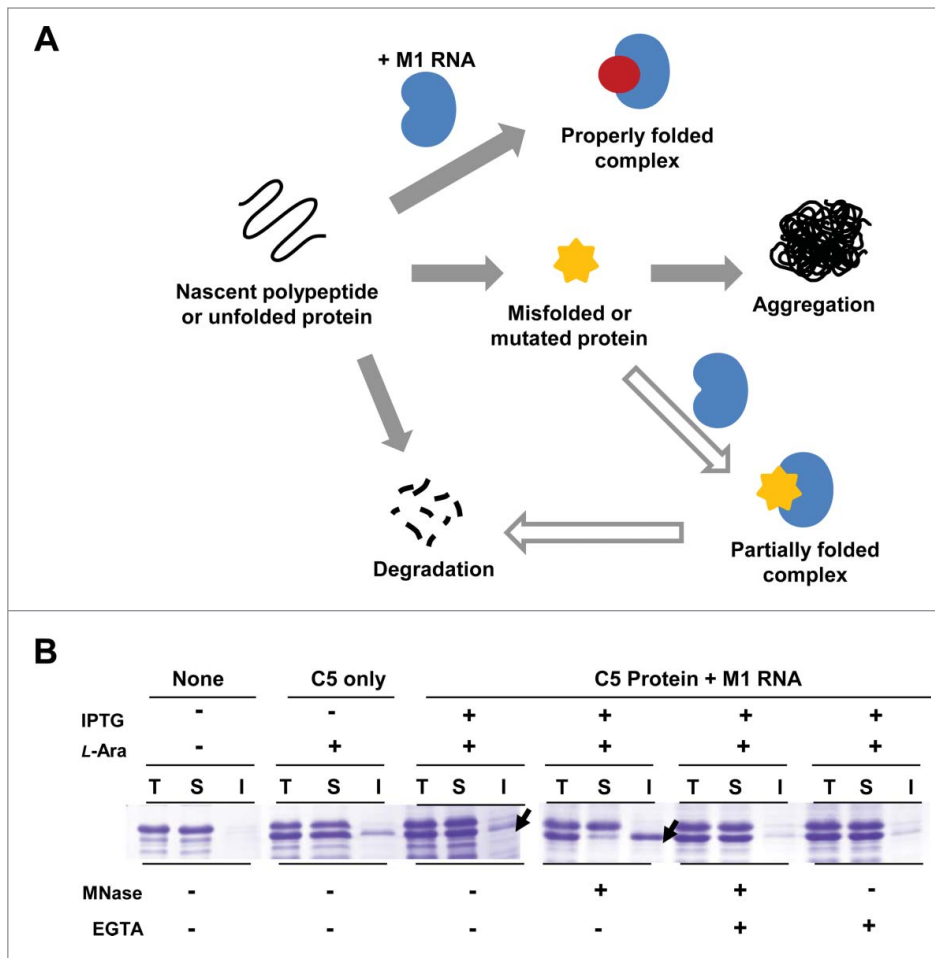 A
+ M1 RNA
Properly folded
complex
Nascent polypeptide
or unfolded protein
Misfolded or
mutated protein
Aggregation
Degradation
Partially folded
complex
B
None C5 only C5 Protein + M1 RNA
IPTG - - + + + +
L-Ara - + + + + +
T S I T S I T S I T S I T S I T S I
MNase - - - + + -
EGTA - - - - + +